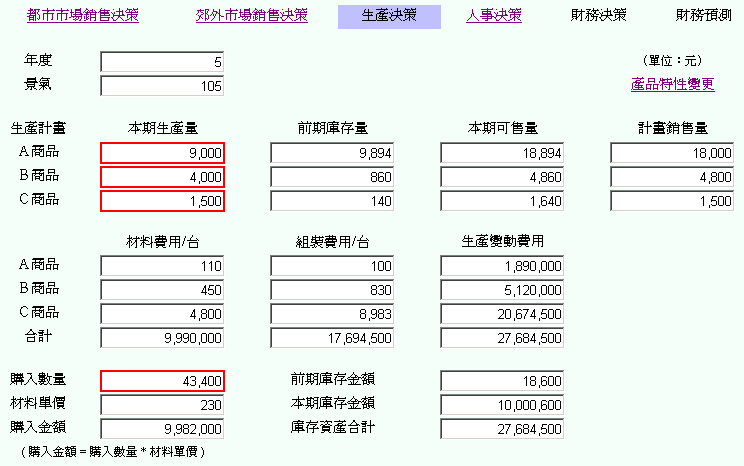 都市市場銷售決策 郊外市場銷售決策 生產決策 人事決策 財務決策 財務預測
年度 5 (單位：元)
景氣 105 產品特性變更
生產計畫 本期生產量 前期庫存量 本期可售量 計畫銷售量
A商品 9,000 9,894 18,894 18,000
B商品 4,000 860 4,860 4,800
C商品 1,500 140 1,640 1,500
材料費用/台 組裝費用/台 生產變動費用
A商品 110 100 1,890,000
B商品 450 830 5,120,000
C商品 4,800 8,983 20,674,500
合計 9,990,000 17,694,500 27,684,500
購入數量 43,400 前期庫存金額 18,600
材料單價 230 本期庫存金額 10,000,600
購入金額 9,982,000 庫存資產合計 27,684,500
(購入金額=購入數量*材料單價)